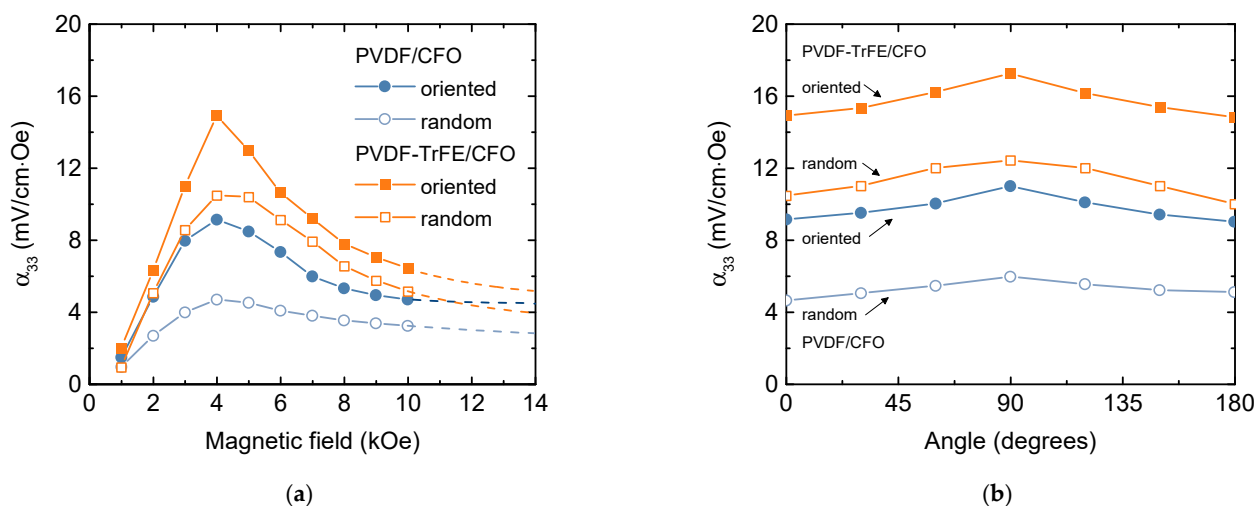 20
16
12
8
4
0
α33 (mV/cm·Oe)
PVDF/CFO
oriented
random
PVDF-TrFE/CFO
oriented
random
0 2 4 6 8 10 12 14
Magnetic field (kOe)
(a)
20
16
12
8
4
0
α33 (mV/cm·Oe)
PVDF-TrFE/CFO
oriented
random
oriented
random
PVDF/CFO
0 45 90 135 180
Angle (degrees)
(b)